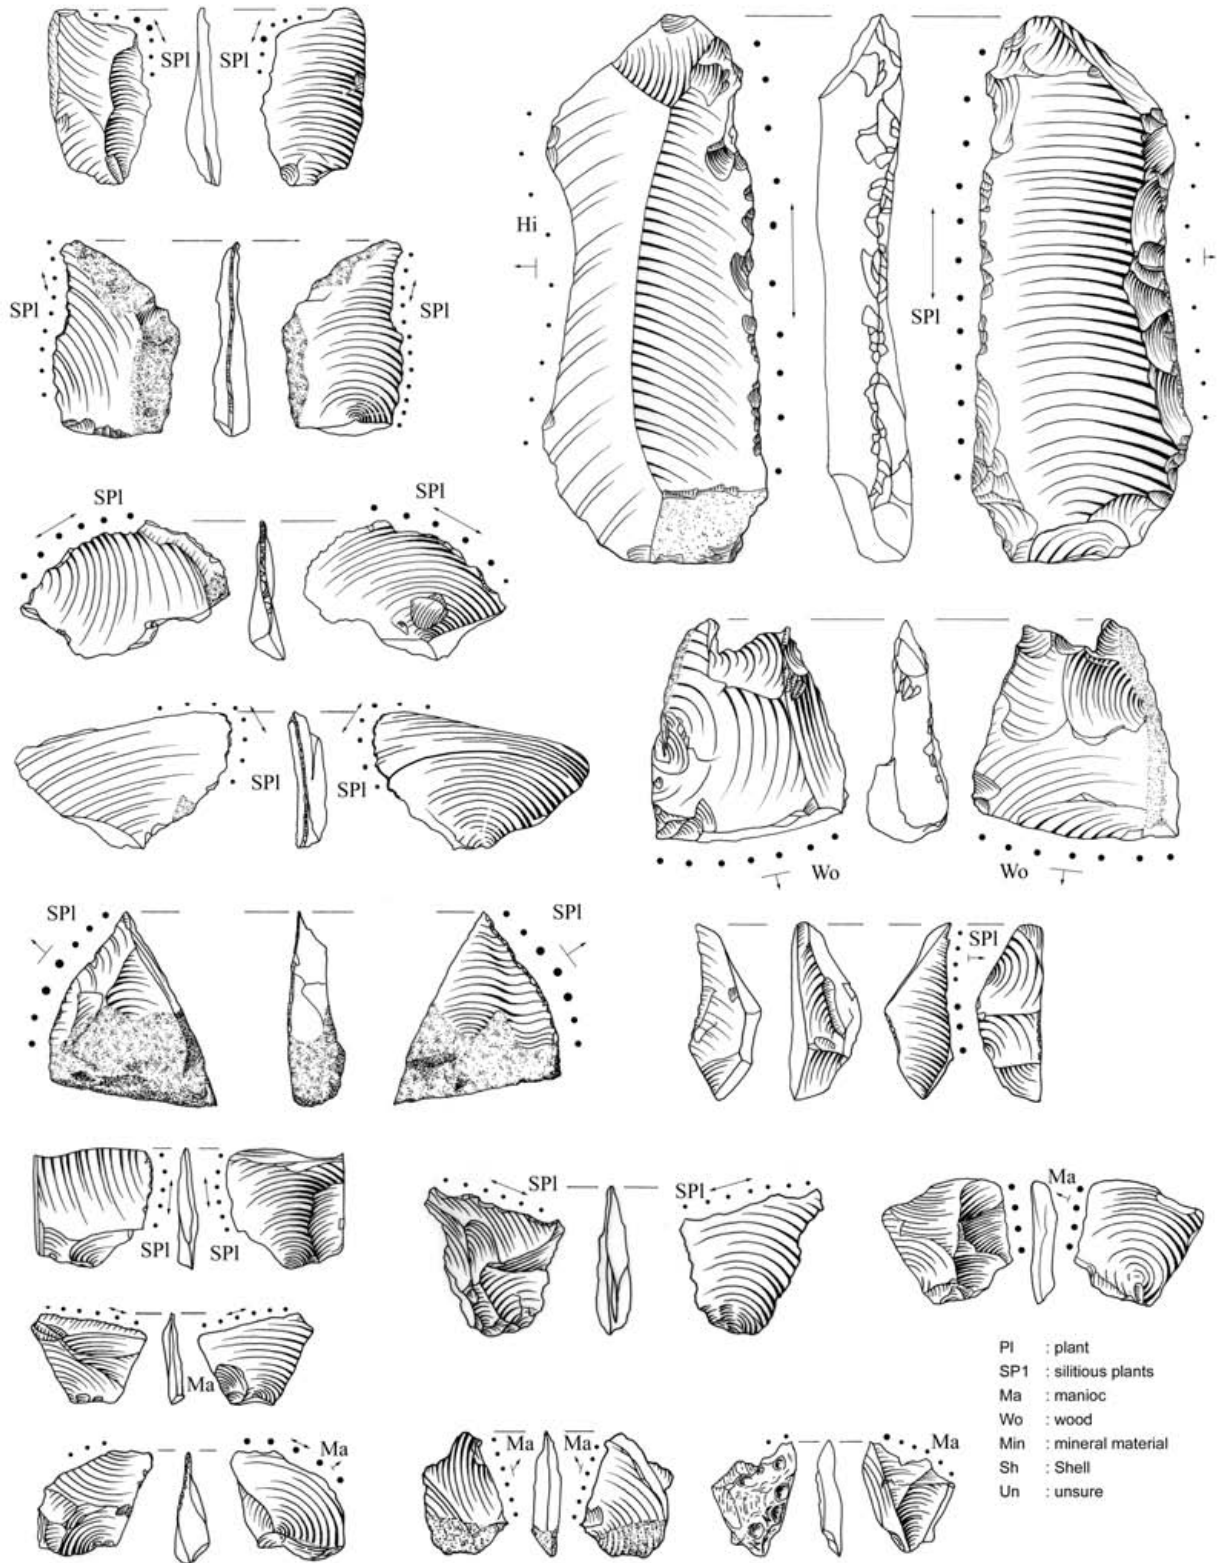 SPl SPl
Hi
SPl SPl
SPl
SPl SPl
SPl SPl
Wo Wo
SPl SPl
SPl
SPl SPl
SPl SPl
Ma
Ma
Ma
Ma Ma
Ma
Pl : plant
SP1 : silitious plants
Ma : manioc
Wo : wood
Min : mineral material
Sh : Shell
Un : unsure